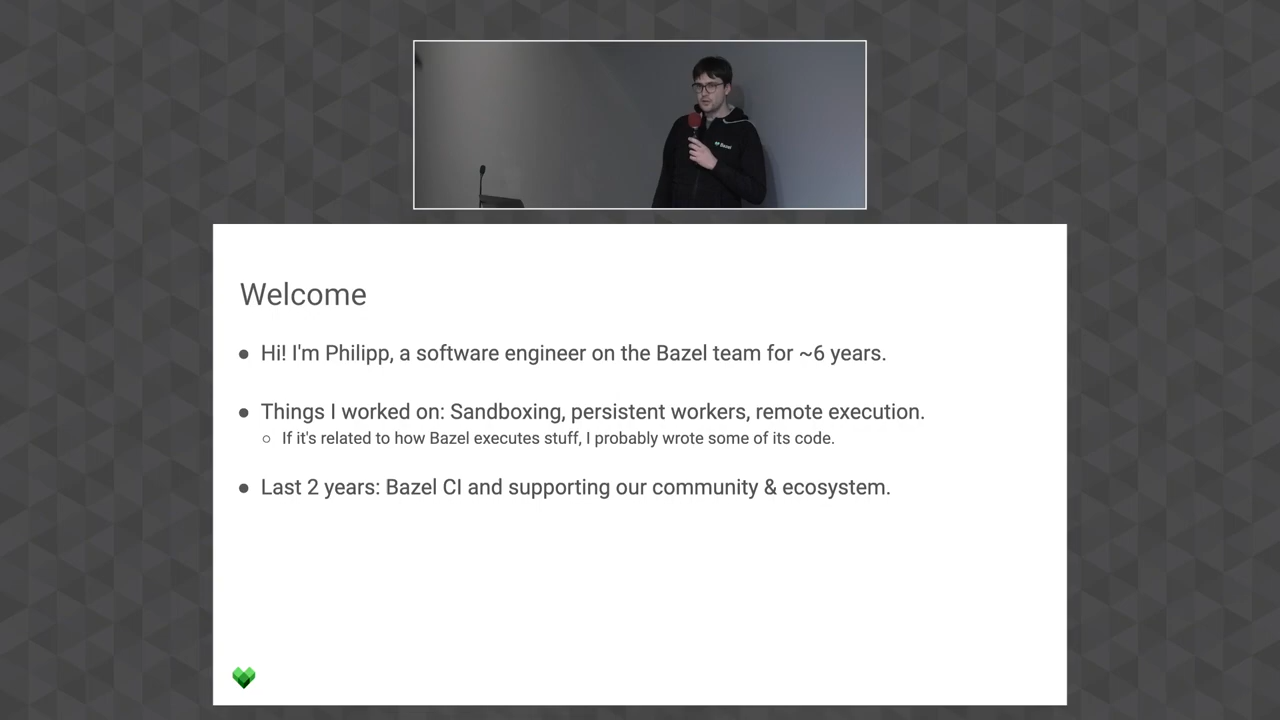 Bazel
Welcome
● Hi! I'm Philipp, a software engineer on the Bazel team for ~6 years.
● Things I worked on: Sandboxing, persistent workers, remote execution.
○ If it's related to how Bazel executes stuff, I probably wrote some of its code.
● Last 2 years: Bazel CI and supporting our community & ecosystem.